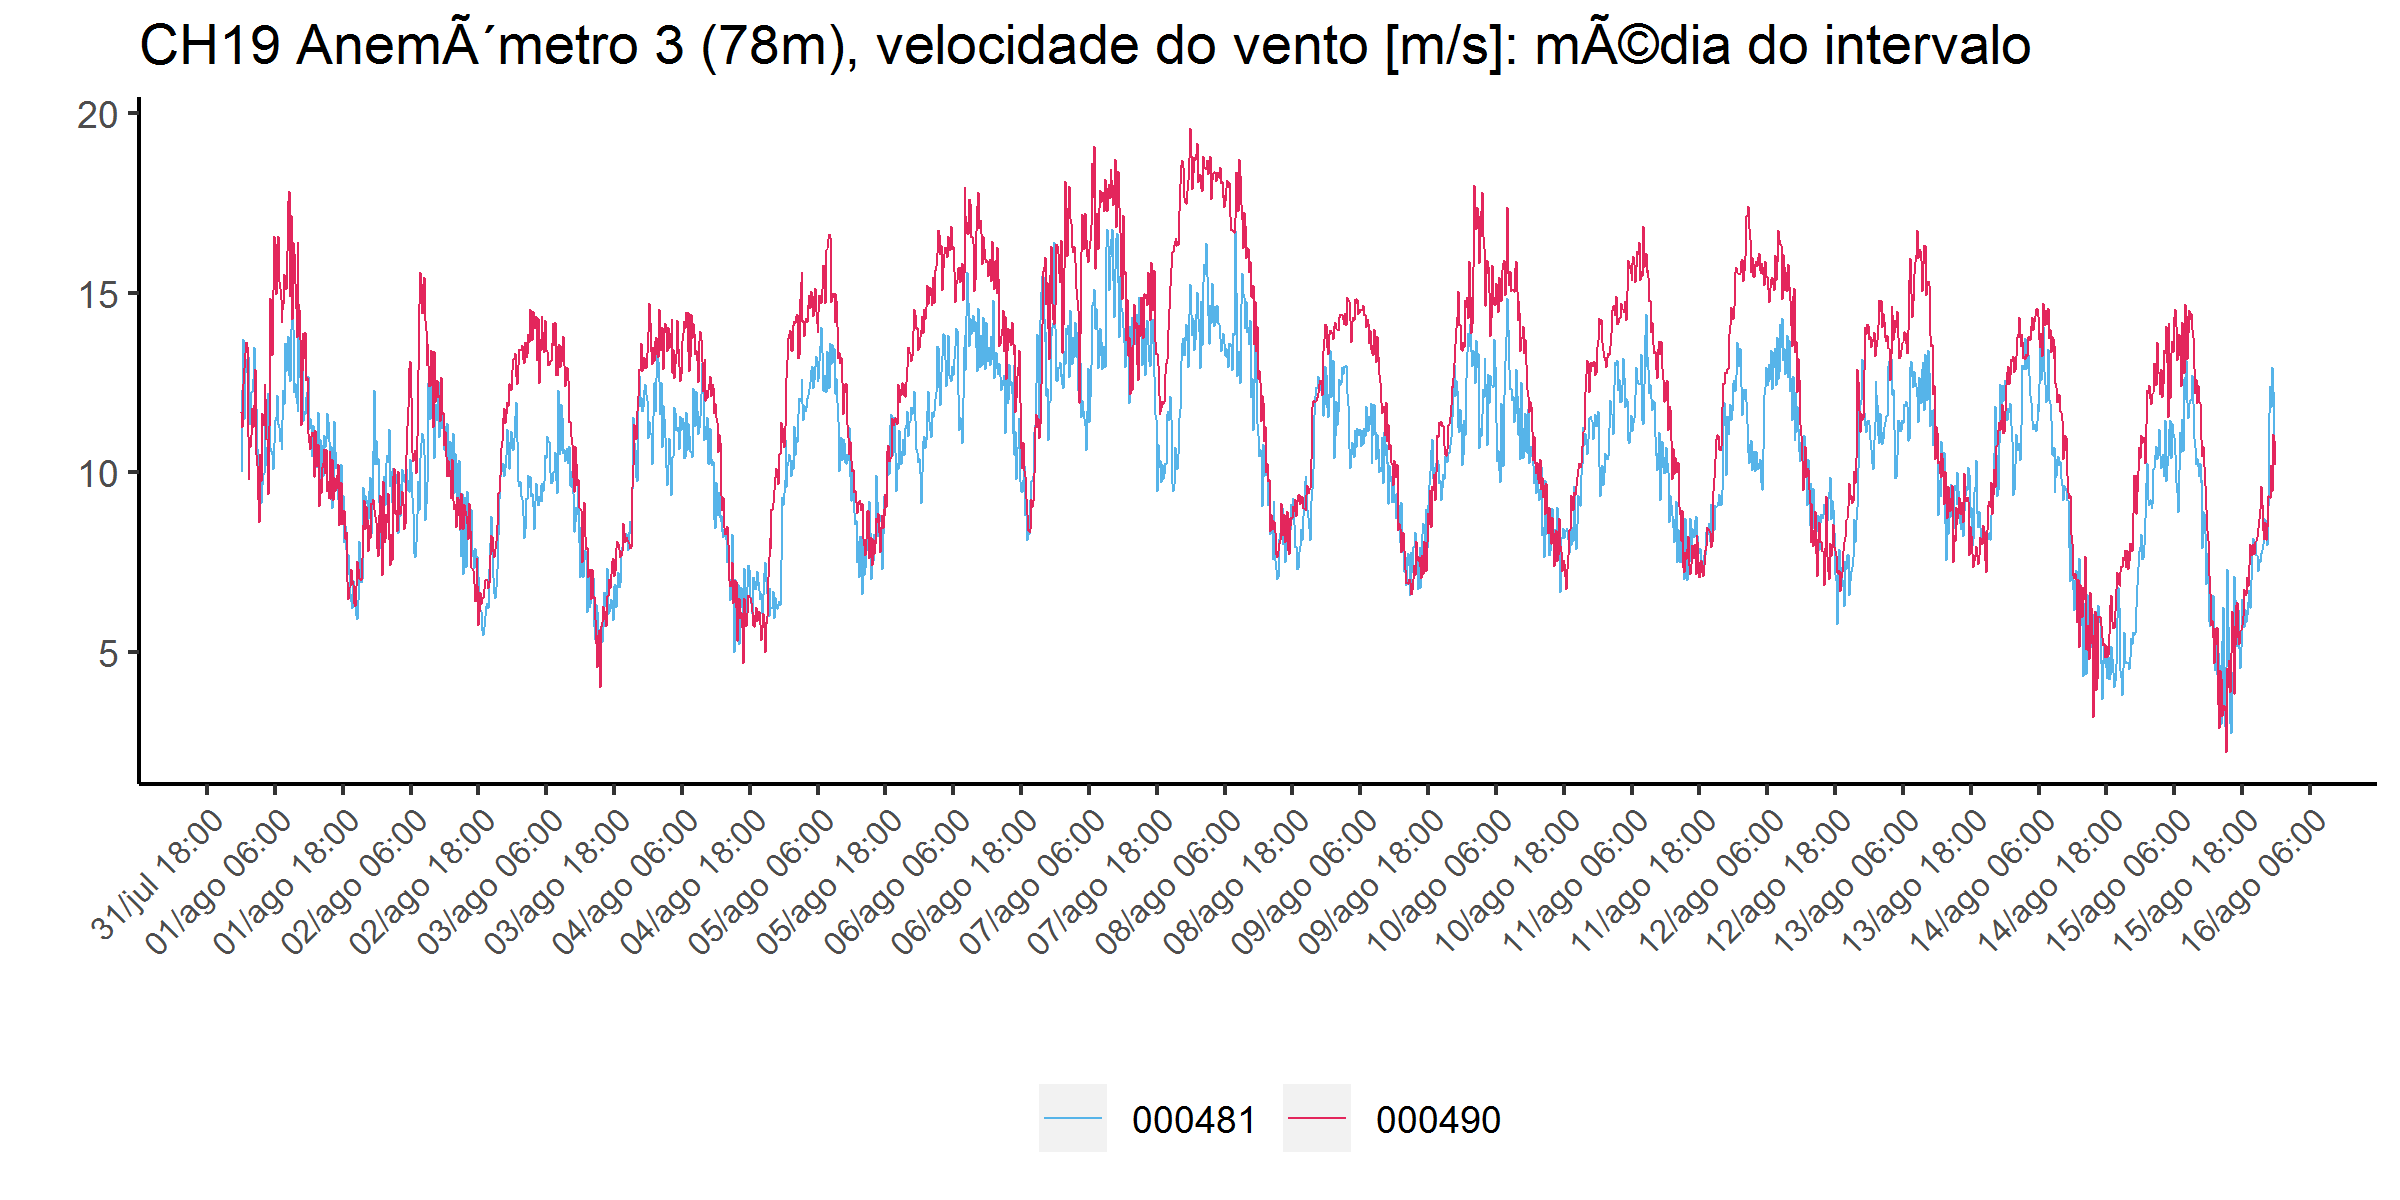 CH19 AnemÃ´metro 3 (78m), velocidade do vento [m/s]: mÃ©dia do intervalo
20
15
10
5
31/jul 18:00
01/ago 06:00
01/ago 18:00
02/ago 06:00
02/ago 18:00
03/ago 06:00
03/ago 18:00
04/ago 06:00
04/ago 18:00
05/ago 06:00
05/ago 18:00
06/ago 06:00
06/ago 18:00
07/ago 06:00
07/ago 18:00
08/ago 06:00
08/ago 18:00
09/ago 06:00
09/ago 18:00
10/ago 06:00
10/ago 18:00
11/ago 06:00
11/ago 18:00
12/ago 06:00
12/ago 18:00
13/ago 06:00
13/ago 18:00
14/ago 06:00
14/ago 18:00
15/ago 06:00
15/ago 18:00
16/ago 06:00
000481
000490